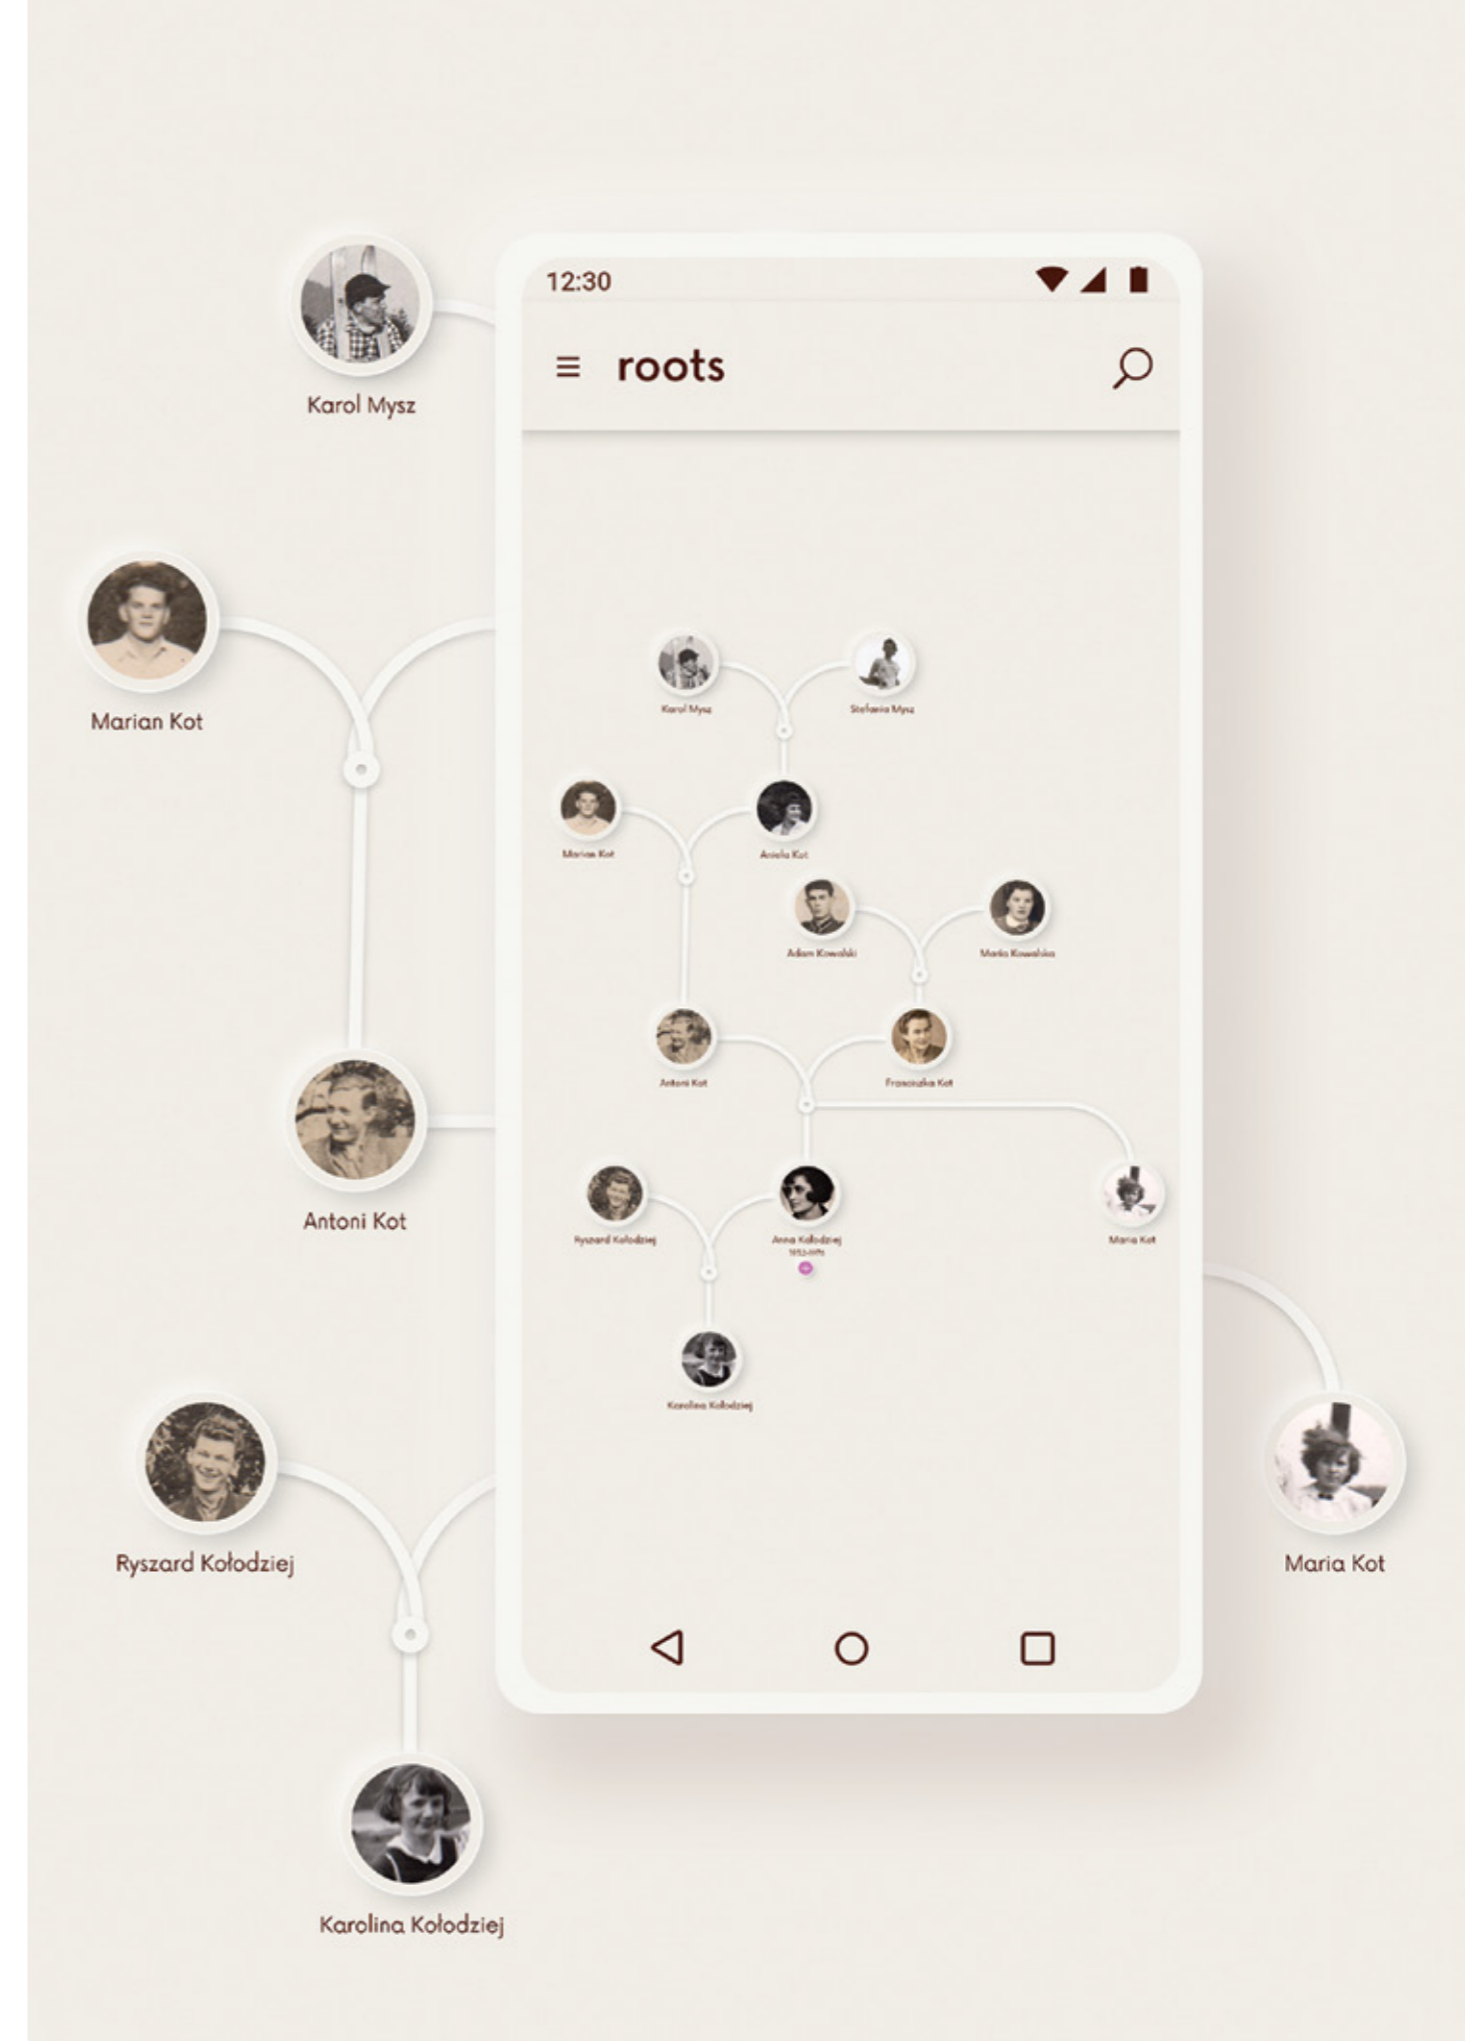 12:30
roots
Karol Mysz
Marian Kot
Antoni Kot
Ryszard Kołodziej
Karolina Kołodziej
Maria Kot
Karol Mysz
Stefania Mysz
Marian Kot
Aniela Kot
Adam Kowalski
Maria Kowalska
Antoni Kot
Franciszka Kot
Ryszard Kołodziej
Anna Kołodziej
Maria Kot
Karolina Kołodziej